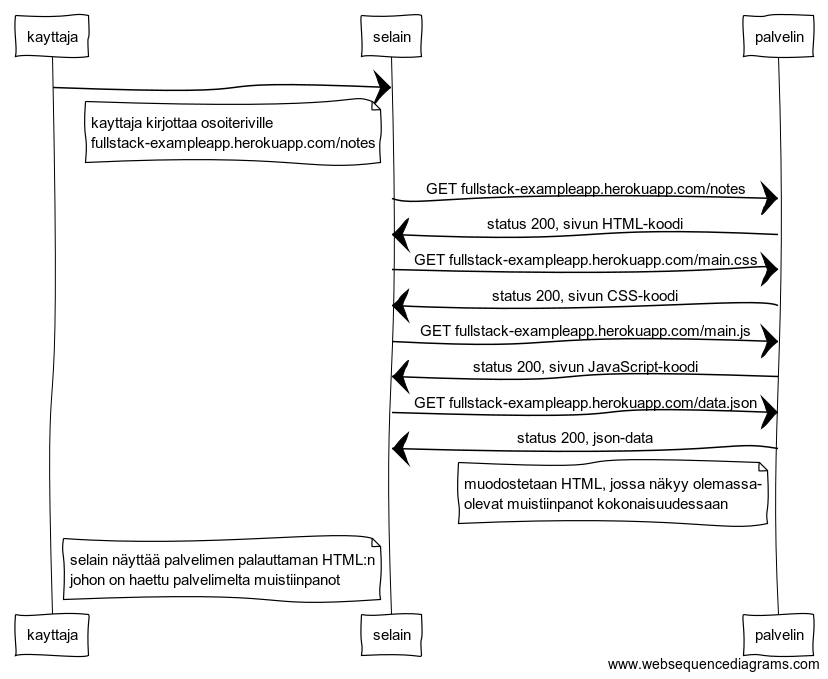 kayttaja
selain
palvelin
kayttaja kirjottaa osoiteriville
fullstack-exampleapp.herokuapp.com/notes
GET fullstack-exampleapp.herokuapp.com/notes
status 200, sivun HTML-koodi
GET fullstack-exampleapp.herokuapp.com/main.css
status 200, sivun CSS-koodi
GET fullstack-exampleapp.herokuapp.com/main.js
status 200, sivun JavaScript-koodi
GET fullstack-exampleapp.herokuapp.com/data.json
status 200, json-data
muodostetaan HTML, jossa näkyy olemassa-
olevat muistiinpanot kokonaisuudessaan
selain näyttää palvelimen palauttaman HTML:n
johon on haettu palvelimelta muistiinpanot
kayttaja
selain
palvelin
www.websequencediagrams.com